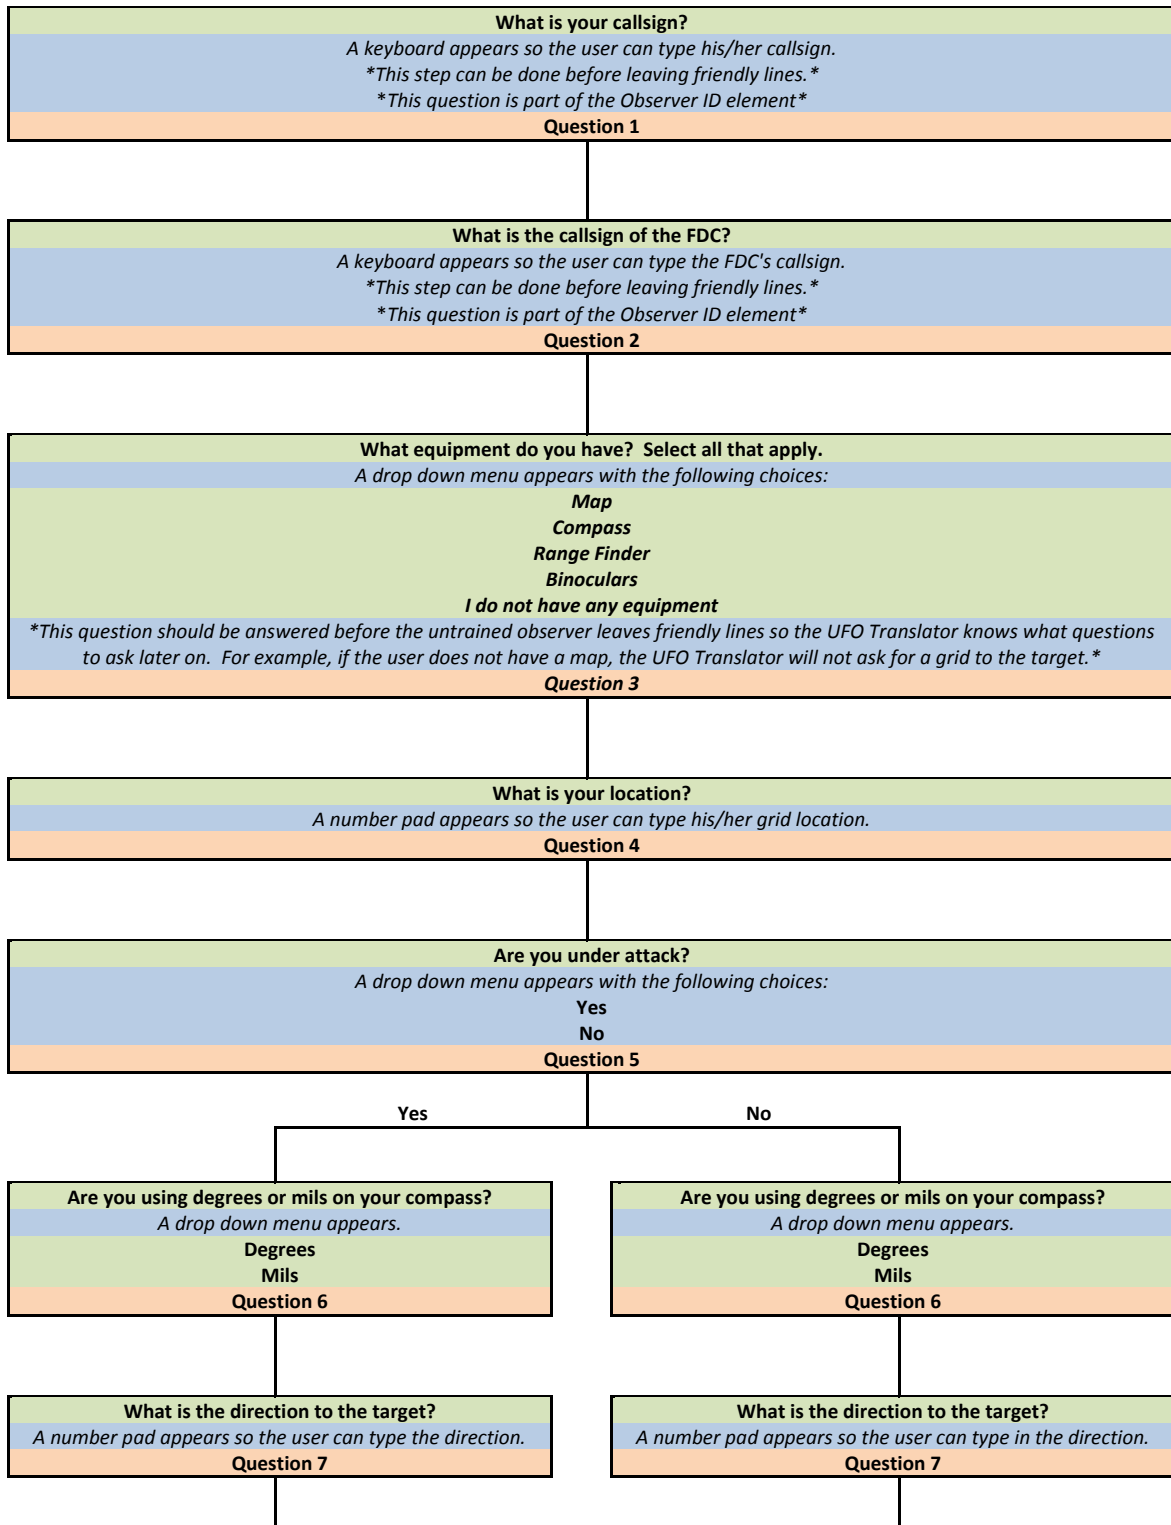 What is your callsign?
A keyboard appears so the user can type his/her callsign.
*This step can be done before leaving friendly lines.*
*This question is part of the Observer ID element*
Question 1
What is the callsign of the FDC?
A keyboard appears so the user can type the FDC's callsign.
*This step can be done before leaving friendly lines.*
*This question is part of the Observer ID element*
Question 2
What equipment do you have?  Select all that apply.
A drop down menu appears with the following choices:
Map
Compass
Range Finder
Binoculars
I do not have any equipment
*This question should be answered before the untrained observer leaves friendly lines so the UFO Translator knows what questions
to ask later on.  For example, if the user does not have a map, the UFO Translator will not ask for a grid to the target.*
Question 3
What is your location?
A number pad appears so the user can type his/her grid location.
Question 4
Are you under attack?
A drop down menu appears with the following choices:
Yes
No
Question 5
Yes
No
Are you using degrees or mils on your compass?
A drop down menu appears.
Degrees
Mils
Question 6
Are you using degrees or mils on your compass?
A drop down menu appears.
Degrees
Mils
Question 6
What is the direction to the target?
A number pad appears so the user can type the direction.
Question 7
What is the direction to the target?
A number pad appears so the user can type in the direction.
Question 7